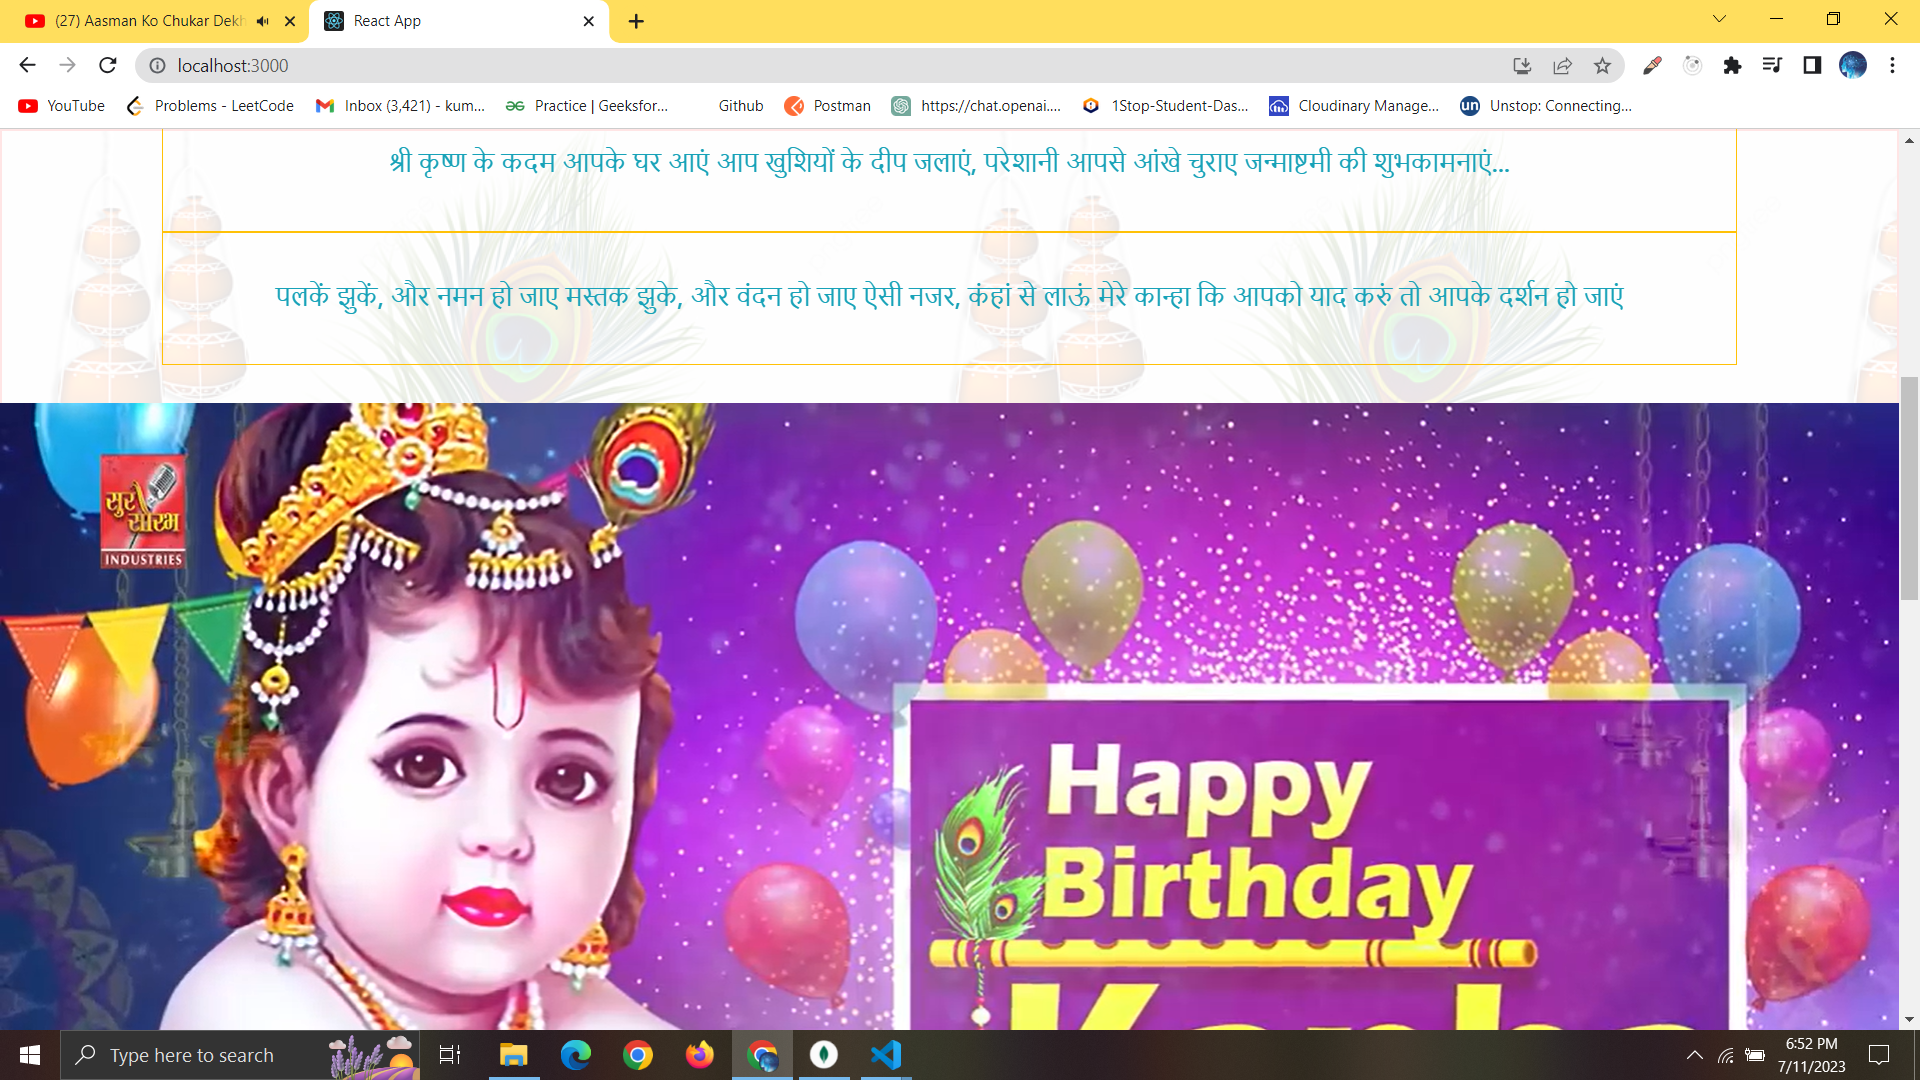 (27) Aasman Ko Chukar Dekh
React App
localhost:3000
YouTube
Problems - LeetCode
Inbox (3,421) - kum...
Practice | Geeksfor...
Github
Postman
https://chat.openai....
1Stop-Student-Das...
Cloudinary Manage...
Unstop: Connecting...
श्री कृष्ण के कदम आपके घर आएं आप खुशियों के दीप जलाएं, परेशानी आपसे आंखे चुराए जन्माष्टमी की शुभकामनाएं...
पलकें झुकें, और नमन हो जाए मस्तक झुके, और वंदन हो जाए ऐसी नजर, कंहां से लाऊं मेरे कान्हा कि आपको याद करुं तो आपके दर्शन हो जाएं
सुर
सौरभ
INDUSTRIES
Happy
Birthday
Type here to search
6:52 PM
7/11/2023